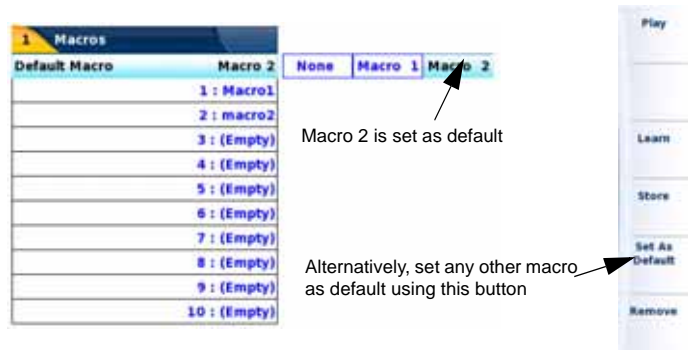 1 Macros
Default Macro Macro 2 None Macro 1 Macro 2
1 : Macro1
2 : macro2
3 : (Empty)
4 : (Empty)
5 : (Empty)
6 : (Empty)
7 : (Empty)
8 : (Empty)
9 : (Empty)
10 : (Empty)
Macro 2 is set as default
Alternatively, set any other macro
as default using this button
Play
Learn
Store
Set As
Default
Remove